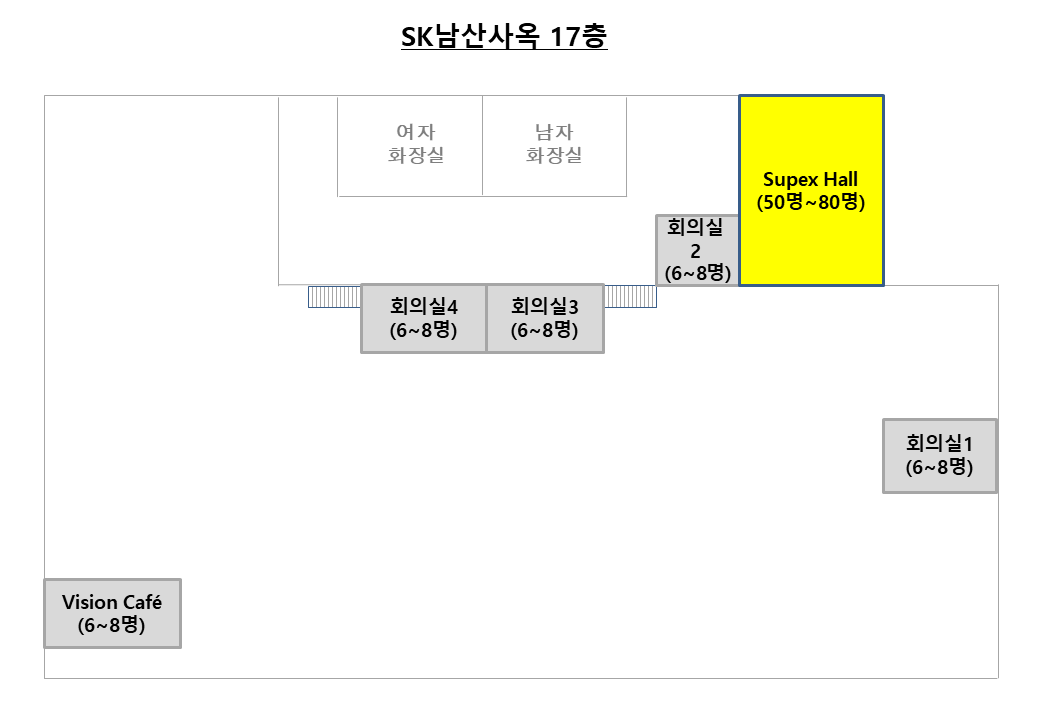 SK남산사옥 17층
여자
화장실
남자
화장실
Supex Hall
(50명~80명)
회의실
2
(6~8명)
회의실4
(6~8명)
회의실3
(6~8명)
회의실1
(6~8명)
Vision Café
(6~8명)